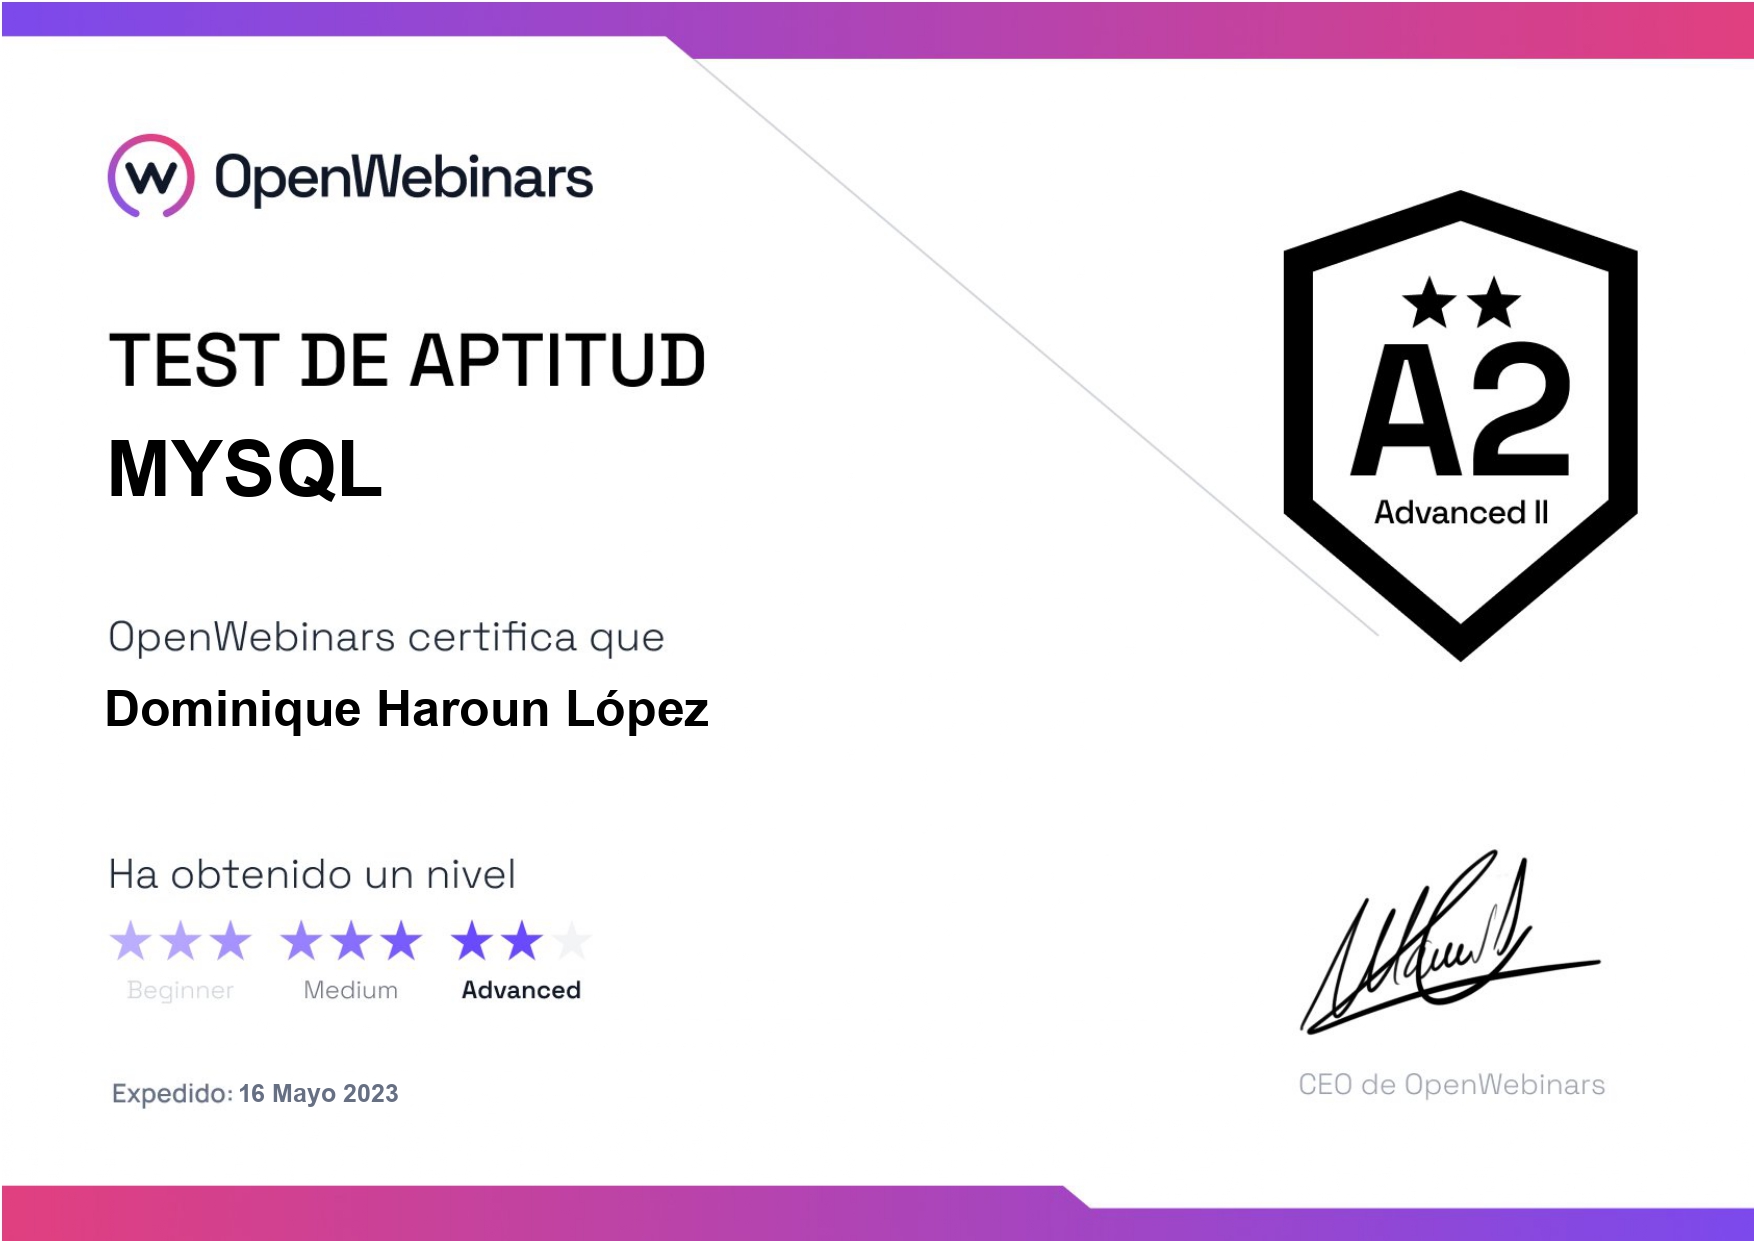 OpenWebinars
TEST DE APTITUD
MYSQL
OpenWebinars certifica que
Dominique Haroun López
Ha obtenido un nivel
Beginner Medium Advanced
Expedido: 16 Mayo 2023
A2
Advanced II
CEO de OpenWebinars